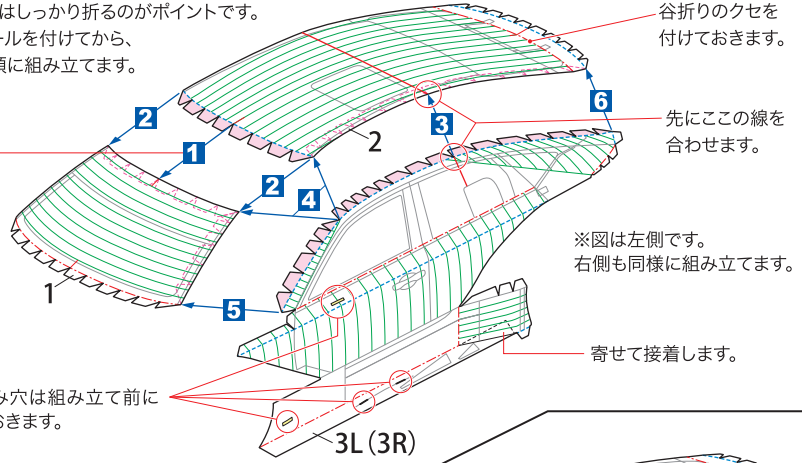 はしっかり折るのがポイントです。
ールを付けてから、
順に組み立てます。
谷折りのクセを
付けておきます。
2
1
2
3
6
2
4
先にここの線を
合わせます。
※図は左側です。
右側も同様に組み立てます。
1
5
寄せて接着します。
み穴は組み立て前に
おきます。
3L(3R)